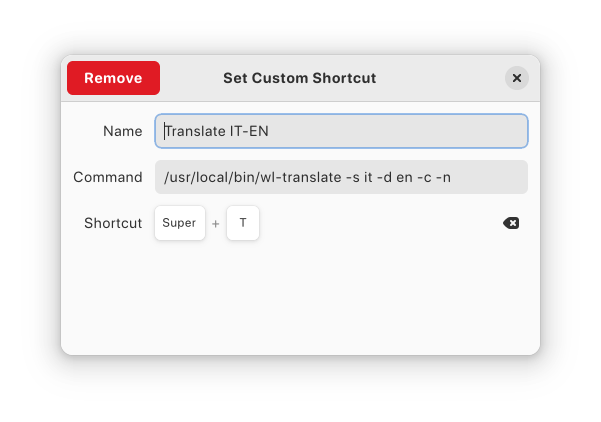 Remove Set Custom Shortcut
Name Translate IT-EN
Command /usr/local/bin/wl-translate -s it -d en -c -n
Shortcut Super + T